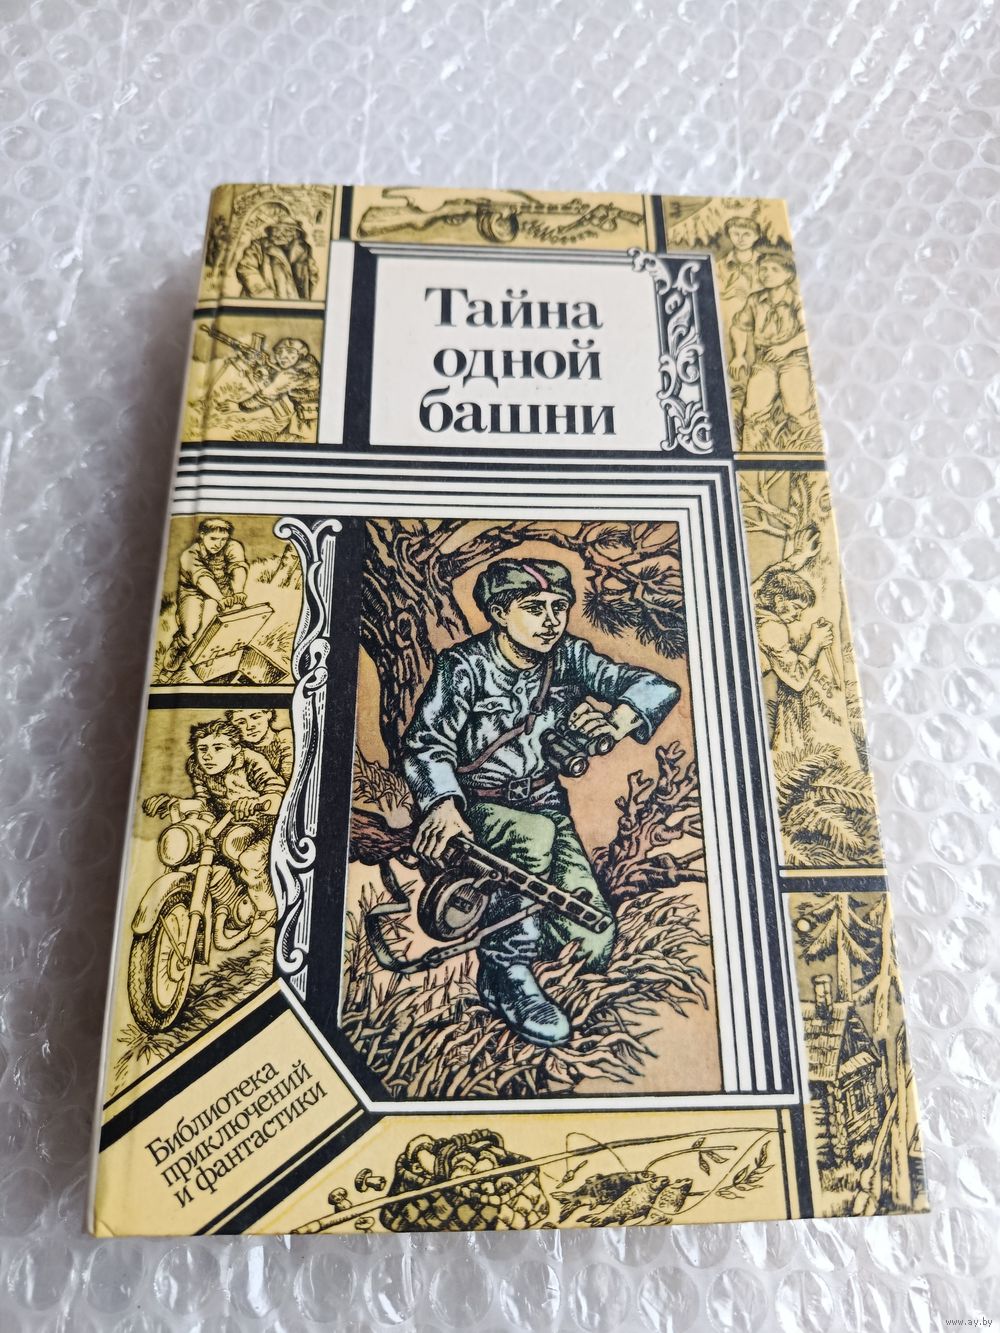 Тайна
одной
башни
Библиотека
приключений
и фантастики
www.ay.by